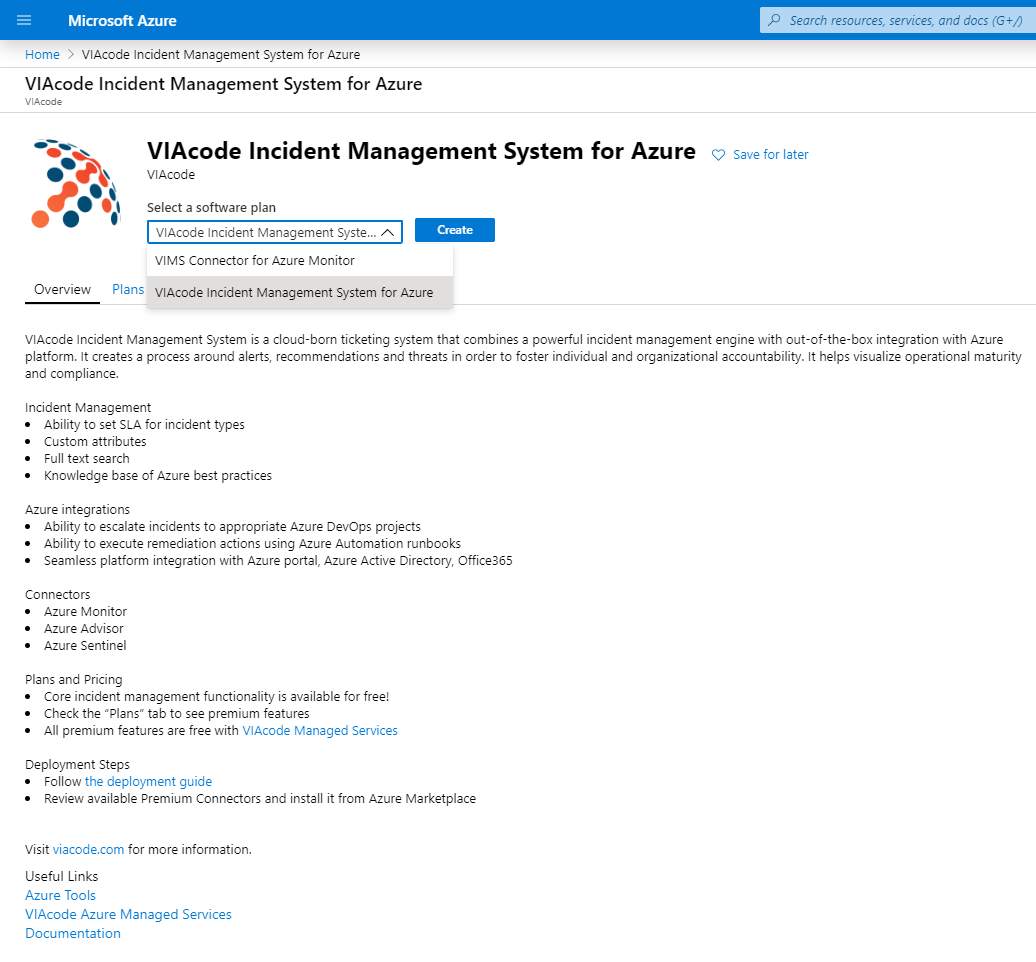 Microsoft Azure
Search resources, services, and docs (G+/)
Home > VIAcode Incident Management System for Azure
VIAcode Incident Management System for Azure
VIAcode
VIAcode Incident Management System for Azure
Save for later
VIAcode
Select a software plan
VIAcode Incident Management Syste...
Create
VIMS Connector for Azure Monitor
VIAcode Incident Management System for Azure
Overview
Plans
VIAcode Incident Management System is a cloud-born ticketing system that combines a powerful incident management engine with out-of-the-box integration with Azure
platform. It creates a process around alerts, recommendations and threats in order to foster individual and organizational accountability. It helps visualize operational maturity
and compliance.
Incident Management
• Ability to set SLA for incident types
• Custom attributes
• Full text search
• Knowledge base of Azure best practices
Azure integrations
• Ability to escalate incidents to appropriate Azure DevOps projects
• Ability to execute remediation actions using Azure Automation runbooks
• Seamless platform integration with Azure portal, Azure Active Directory, Office365
Connectors
• Azure Monitor
• Azure Advisor
• Azure Sentinel
Plans and Pricing
• Core incident management functionality is available for free!
• Check the “Plans” tab to see premium features
• All premium features are free with VIAcode Managed Services
Deployment Steps
• Follow the deployment guide
• Review available Premium Connectors and install it from Azure Marketplace
Visit viacode.com for more information.
Useful Links
Azure Tools
VIAcode Azure Managed Services
Documentation